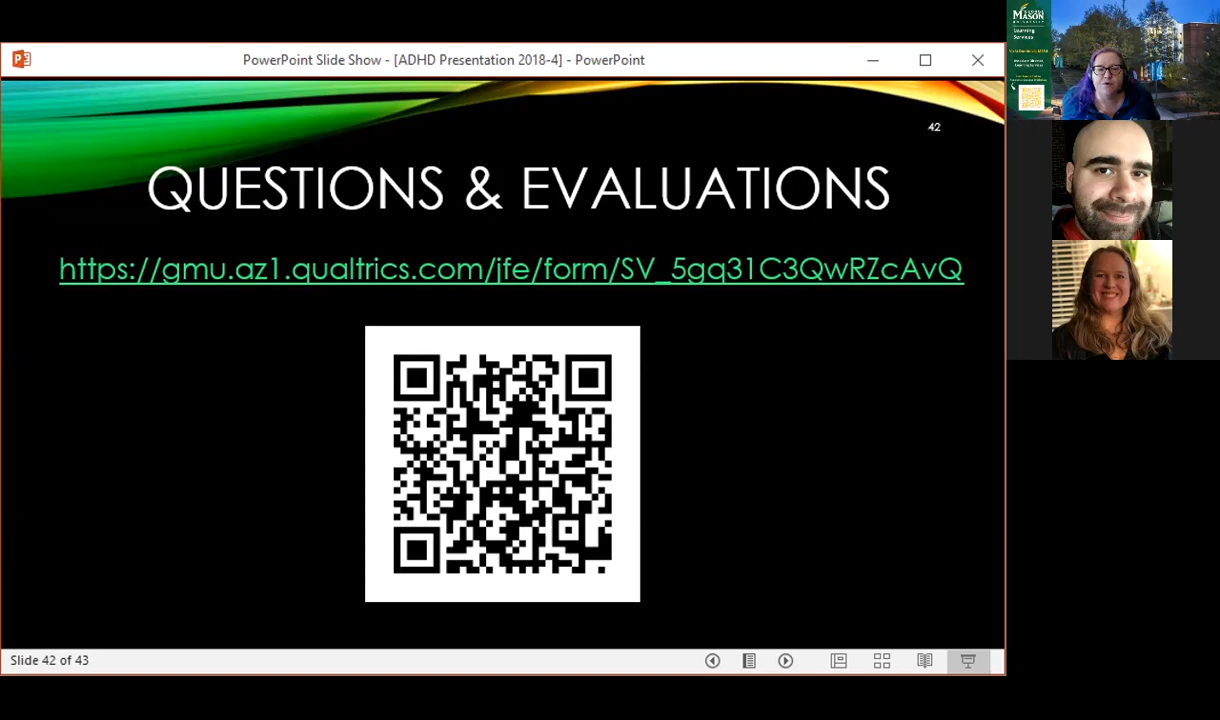 PowerPoint Slide Show - [ADHD Presentation 2018-4] - PowerPoint
42
QUESTIONS & EVALUATIONS
https://gmu.az1.qualtrics.com/jfe/form/SV_5gq31C3QwRZcAvQ
Slide 42 of 43
MASON
Learning
Services